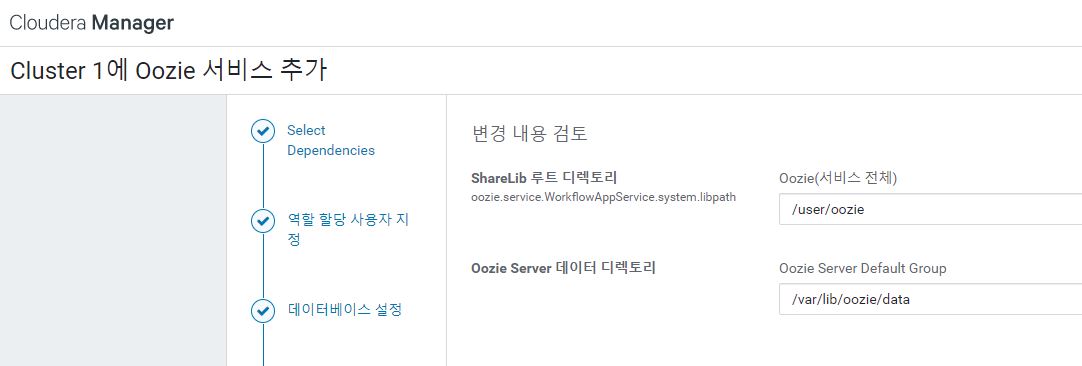 Cloudera Manager
Cluster 1에 Oozie 서비스 추가
Select
Dependencies
역할 할당 사용자 지
정
데이터베이스 설정
변경 내용 검토
ShareLib 루트 디렉토리
oozie.service.WorkflowAppService.system.libpath
Oozie(서비스 전체)
/user/oozie
Oozie Server 데이터 디렉토리
Oozie Server Default Group
/var/lib/oozie/data